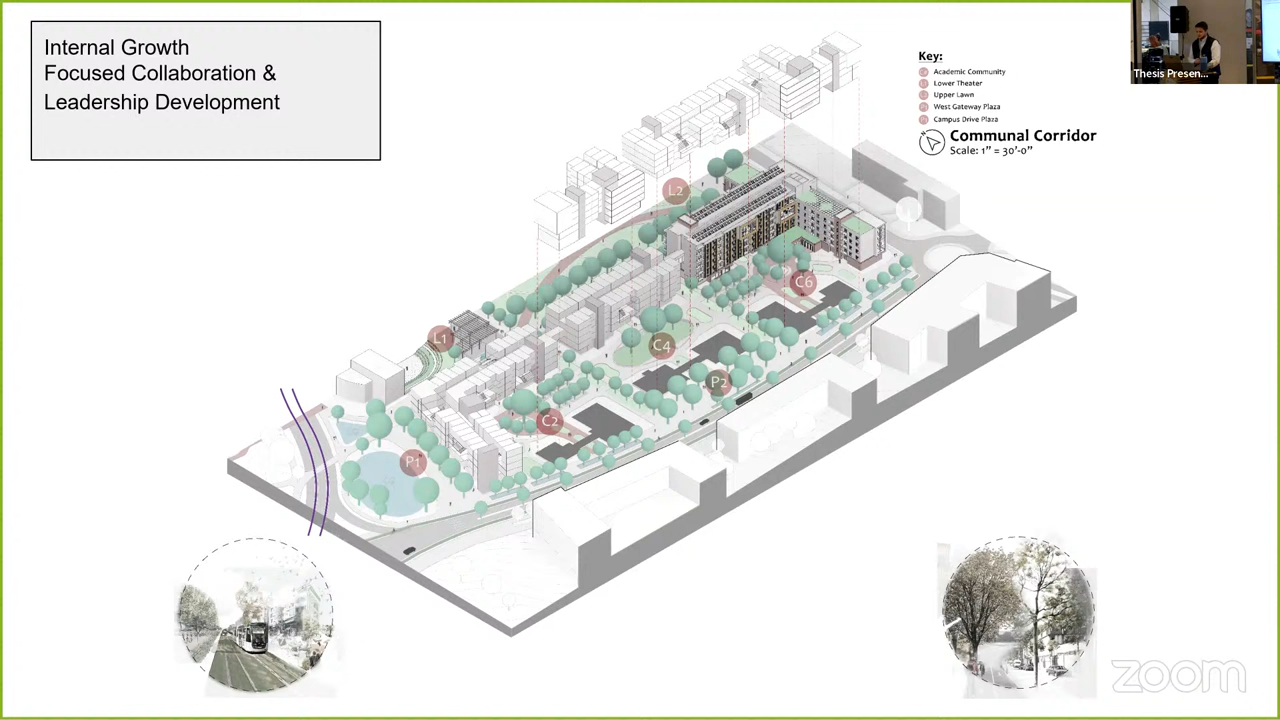 Internal Growth
Focused Collaboration &
Leadership Development
Key:
Academic Community
Lower Theater
Upper Lawn
West Gateway Plaza
Campus Drive Plaza
Communal Corridor
Scale: 1" = 30'-0"
Thesis Presen...
L2
C6
L1
C4
P2
C2
P1
zoom